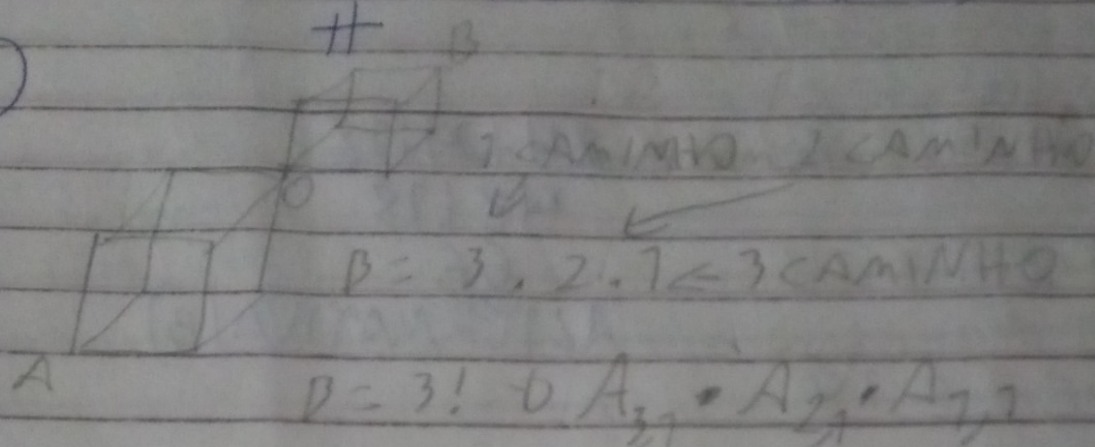 H B
1 CAMINHO 2 CAMINHO
O
B = 3 . 2 . 1 < 3 CAMINHO
A
B = 3! A3,1 • A2,1 • A1,1